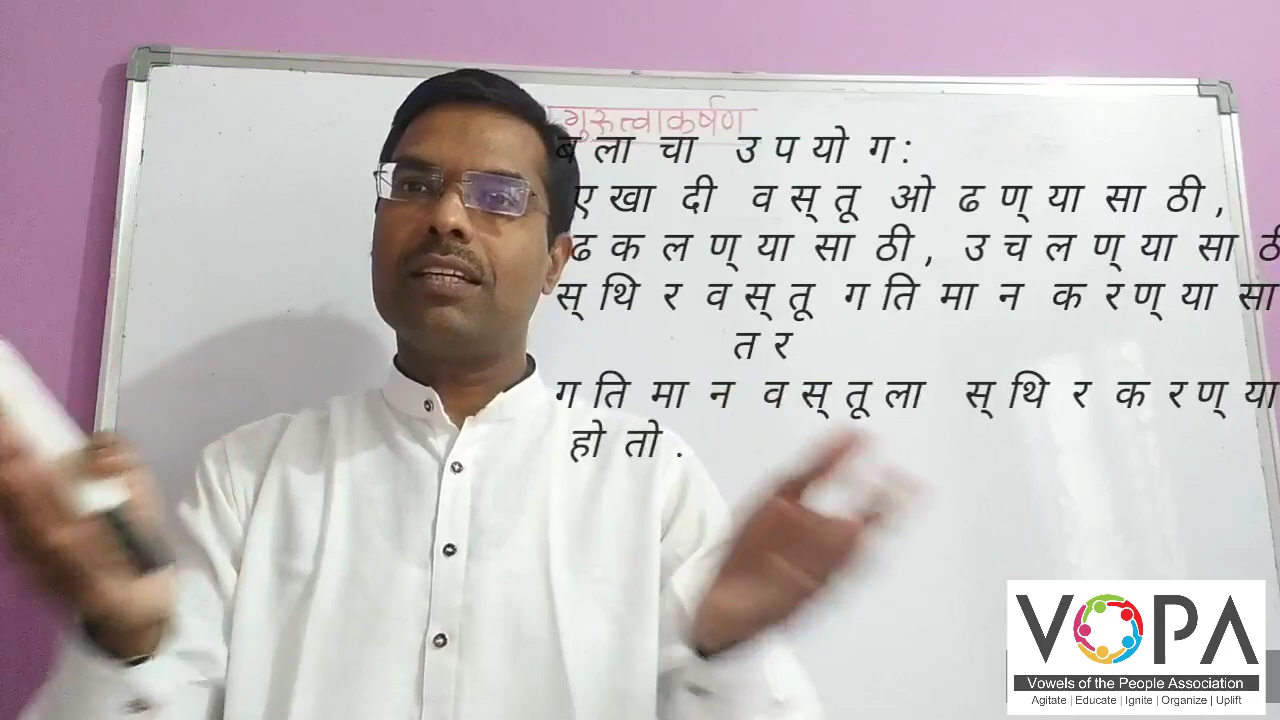 गुरूत्वाकर्षण
बलाचा उपयोग:
एखादी वस्तू ओढण्यासाठी,
ढकलण्यासाठी, उचलण्यासाठी
स्थिर वस्तू गतिमान करण्यासा
तर
गतिमान वस्तूला स्थिर करण्या
होतो.
VOPA
Vowels of the People Association
Agitate | Educate | Ignite | Organize | Uplift